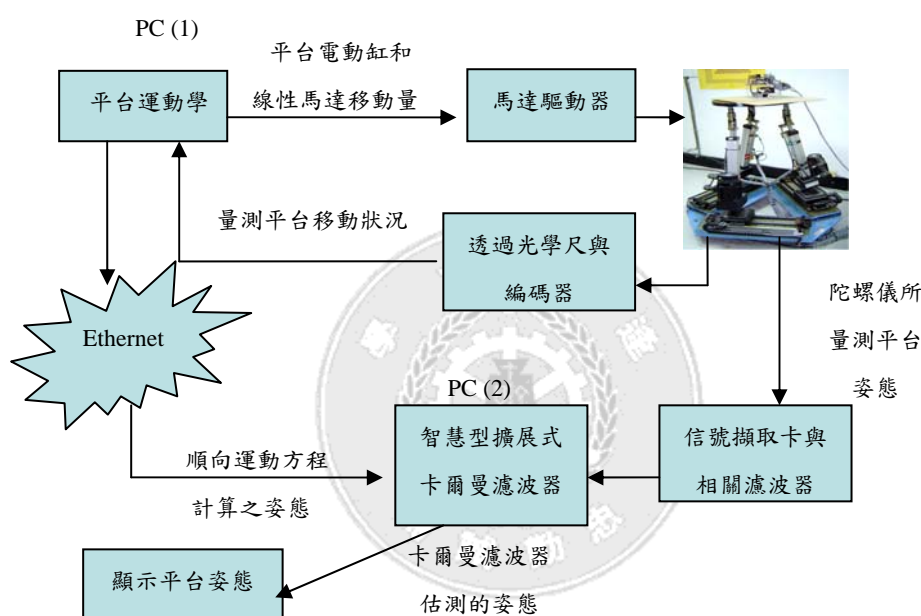 PC (1)
平台電動缸和
線性馬達移動量
平台運動學
馬達驅動器
量測平台移動狀況
透過光學尺與
編碼器
陀螺儀所
量測平台
姿態
Ethernet
PC (2)
智慧型擴展式
卡爾曼濾波器
信號擷取卡與
相關濾波器
順向運動方程
計算之姿態
卡爾曼濾波器
估測的姿態
顯示平台姿態